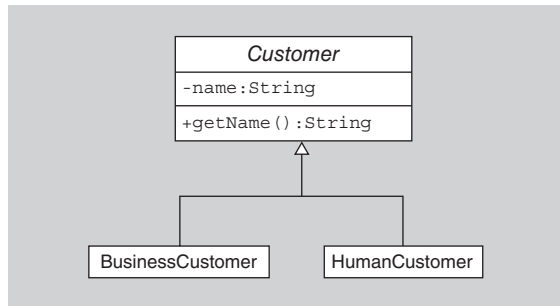 Customer
-name:String
+getName():String
BusinessCustomer
HumanCustomer